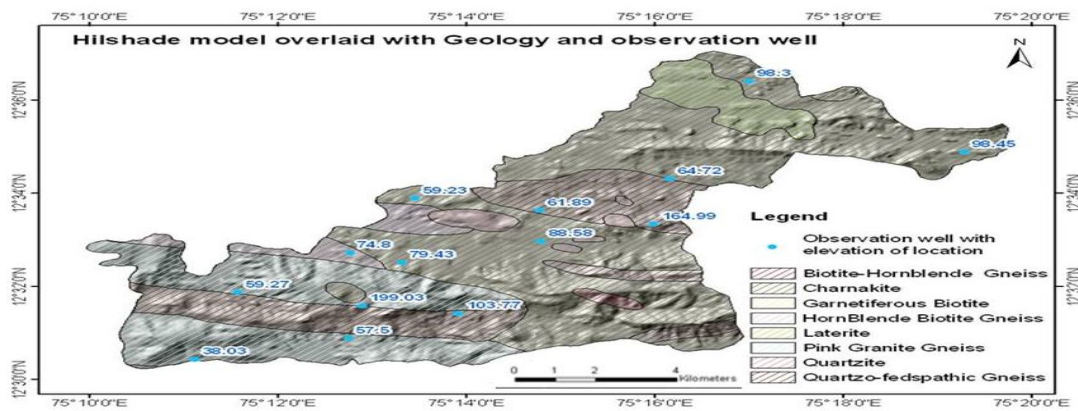 75°10'0"E 75°12'0"E 75°14'0"E 75°16'0"E 75°18'0"E 75°20'0"E
Hilshade model overlaid with Geology and observation well
N
98.3
12°36'0"N 12°36'0"N
98.45
64.72
12°34'0"N 59.23 12°34'0"N
61.89
164.99
Legend
88.58
Observation well with
elevation of location
74.8
79.43
Biotite-Hornblende Gneiss
Charnakite
12°32'0"N 59.27 12°32'0"N
199.03
103.77
Garnetiferous Biotite
HornBlende Biotite Gneiss
Laterite
57.5
Pink Granite Gneiss
38.03
Quartzite
12°30'0"N 0 1 2 4
Kilometers
Quartzo-fedspathic Gneiss
75°10'0"E 75°12'0"E 75°14'0"E 75°16'0"E 75°18'0"E 75°20'0"E